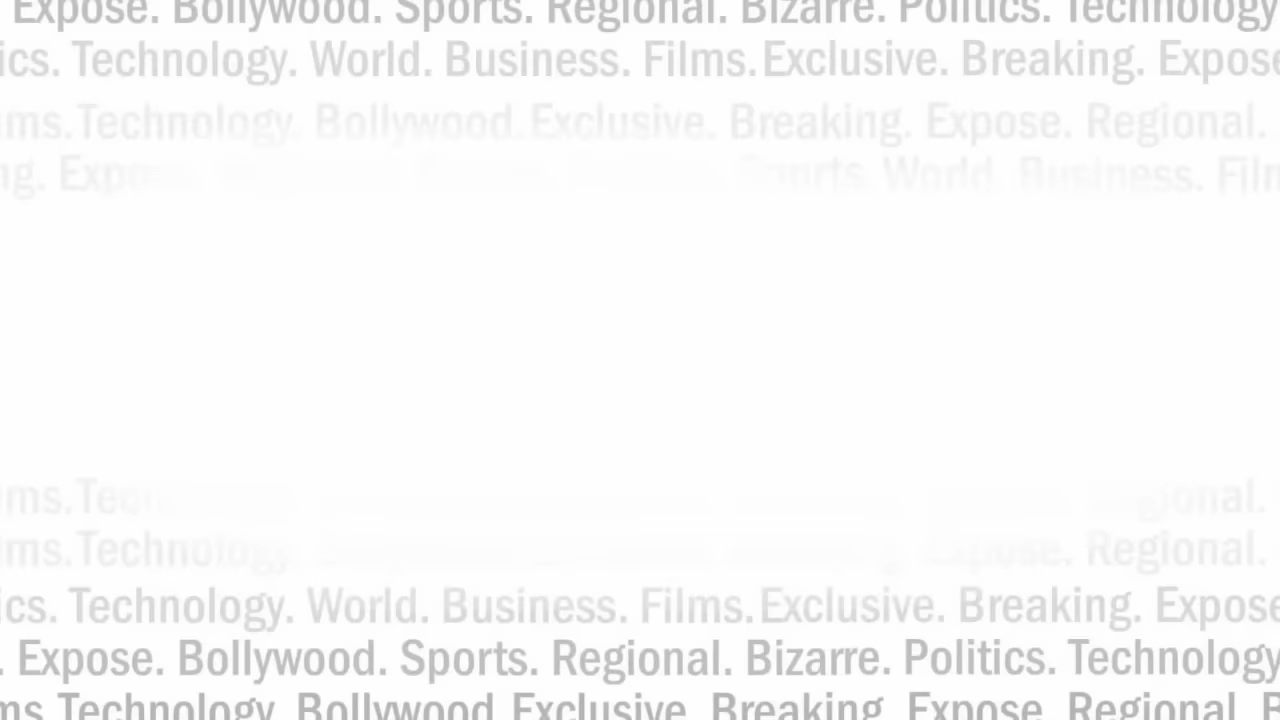 Expose. Bollywood. Sports. Regional. Bizarre. Politics. Technology
ics. Technology. World. Business. Films. Exclusive. Breaking. Expose
ms. Technology. Bollywood. Exclusive. Breaking. Expose. Regional.
ng. Expose. Sports. World. Business. Film
ms. Tec Regional.
ms. Technology. Expose. Regional.
ics. Technology. World. Business. Films. Exclusive. Breaking. Expose
. Expose. Bollywood. Sports. Regional. Bizarre. Politics. Technology
ms Technology. Bollywood Exclusive. Breaking. Expose. Regional. B